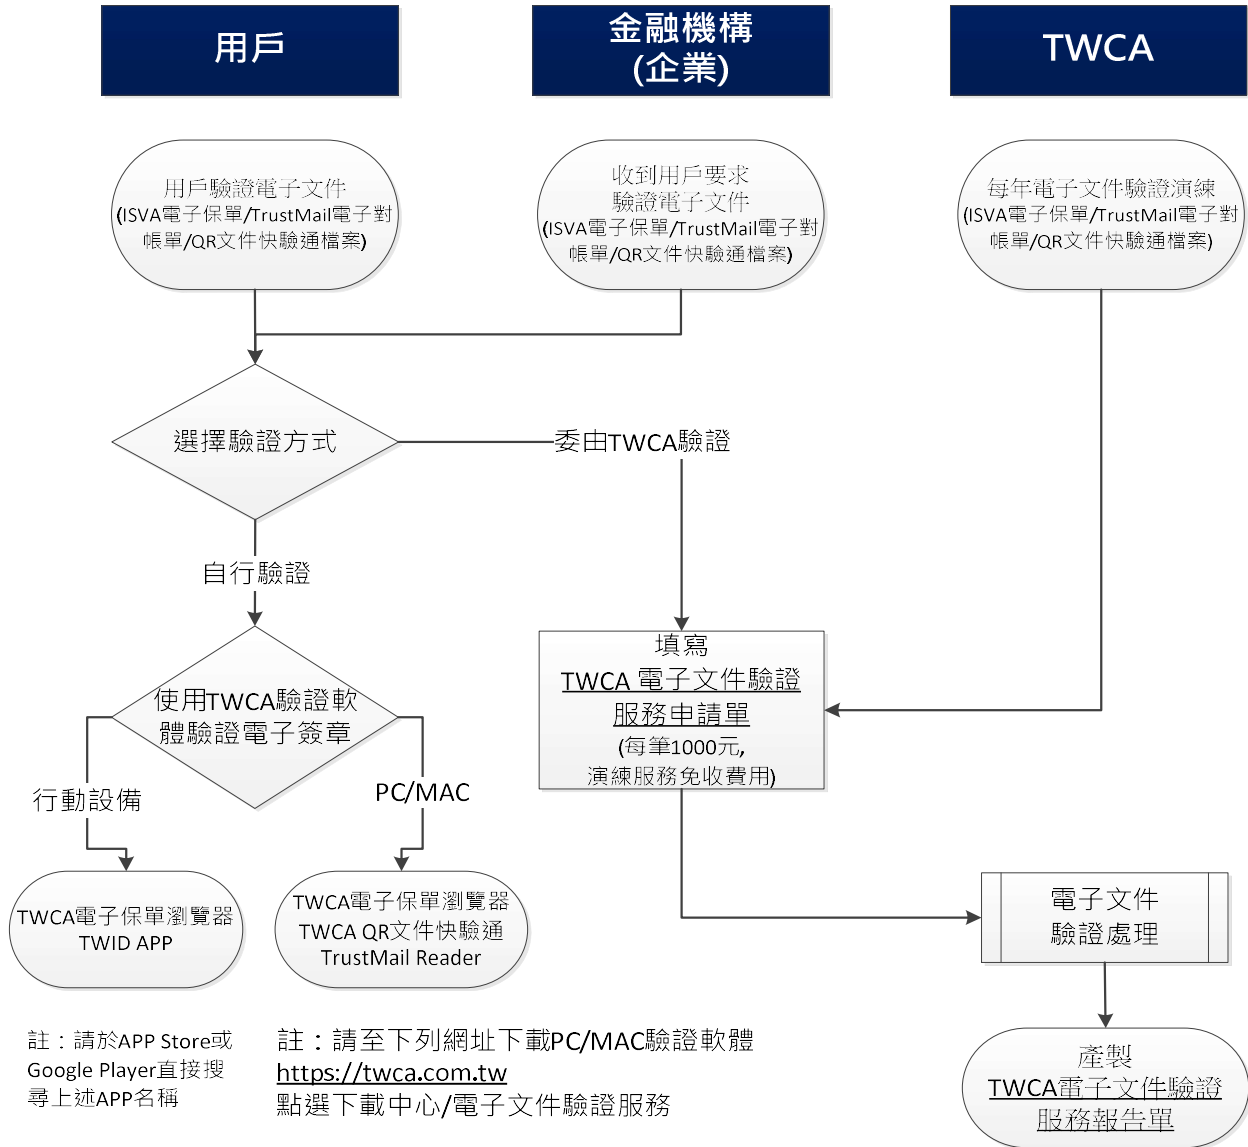 用戶
金融機構
(企業)
TWCA
用戶驗證電子文件
(ISVA電子保單/TrustMail電子對
帳單/QR文件快驗通檔案)
收到用戶要求
驗證電子文件
(ISVA電子保單/TrustMail電子對
帳單/QR文件快驗通檔案)
每年電子文件驗證演練
(ISVA電子保單/TrustMail電子對
帳單/QR文件快驗通檔案)
選擇驗證方式
委由TWCA驗證
自行驗證
使用TWCA驗證軟
體驗證電子簽章
填寫
TWCA 電子文件驗證
服務申請單
(每筆1000元,
演練服務免收費用)
行動設備
PC/MAC
TWCA電子保單瀏覽器
TWID APP
TWCA電子保單瀏覽器
TWCA QR文件快驗通
TrustMail Reader
電子文件
驗證處理
註：請於APP Store或
Google Player直接搜
尋上述APP名稱
註：請至下列網址下載PC/MAC驗證軟體
https://twca.com.tw
點選下載中心/電子文件驗證服務
產製
TWCA電子文件驗證
服務報告單